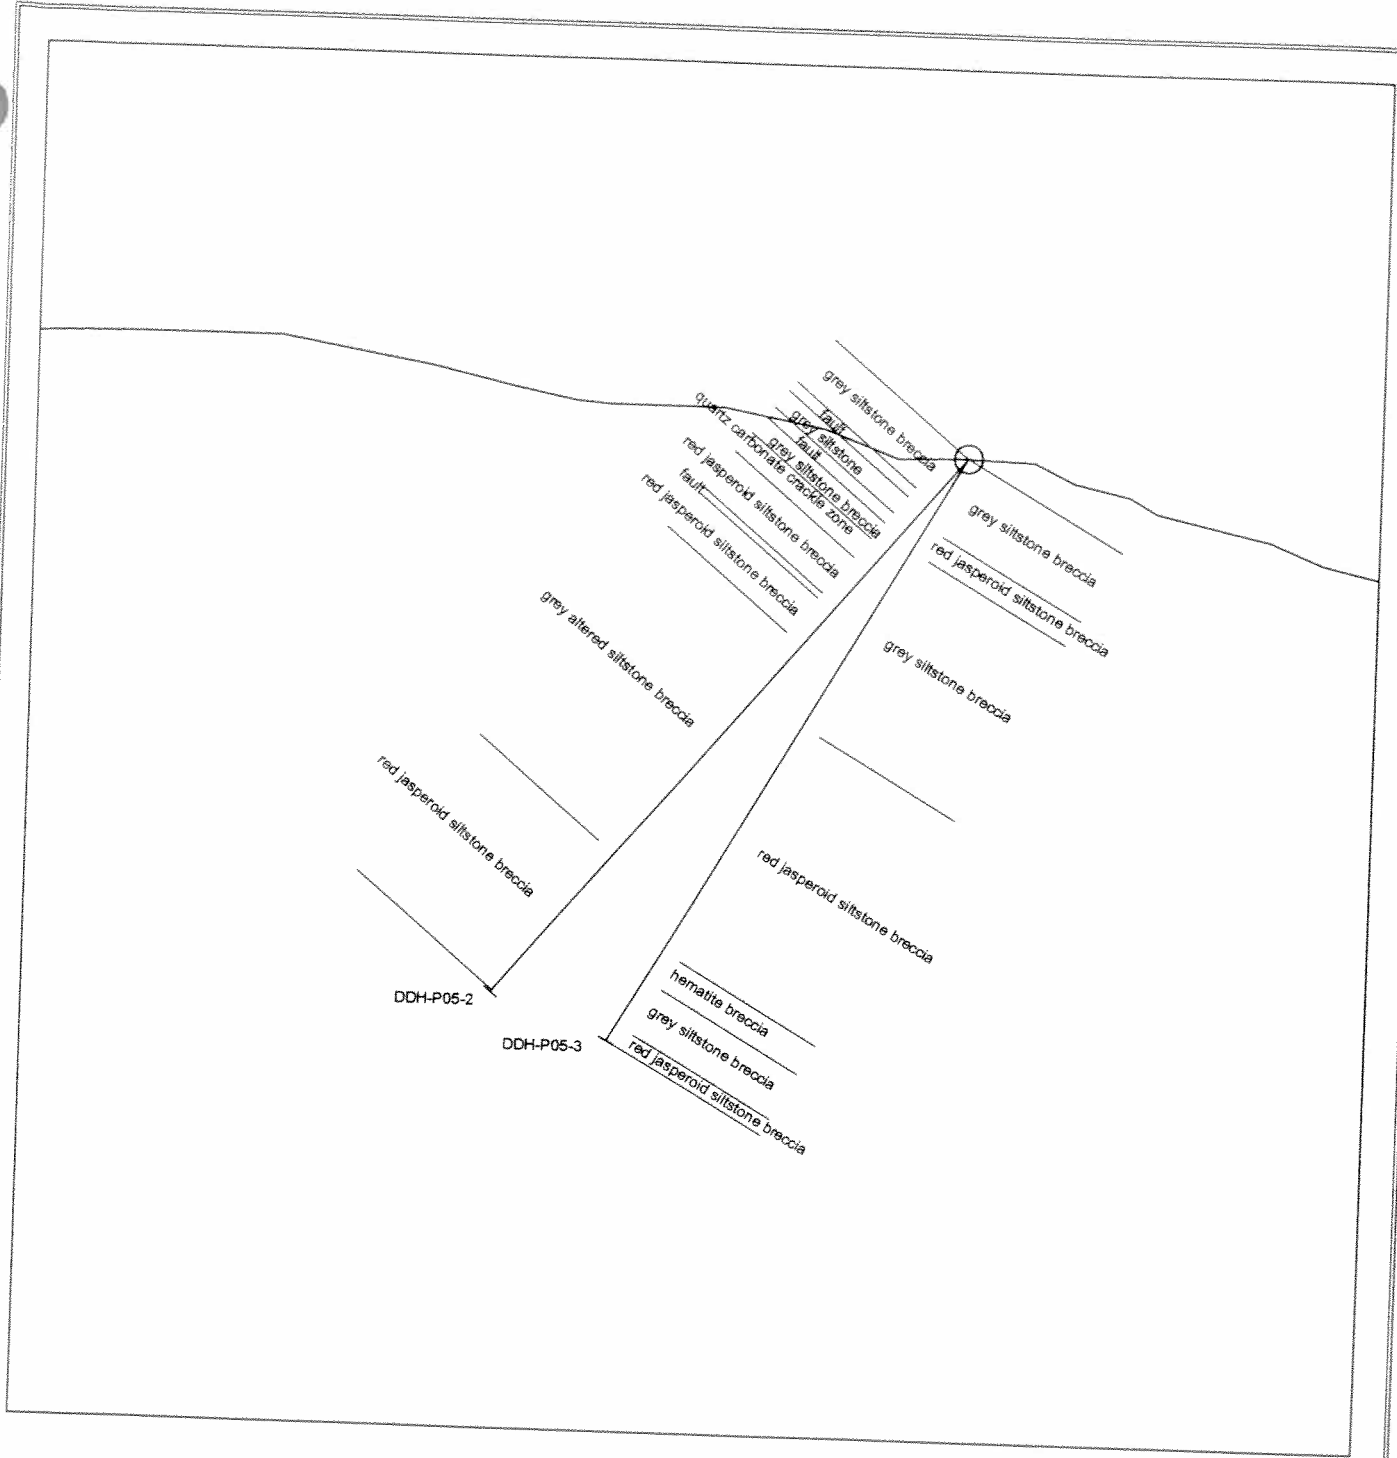 grey siltstone breccia
fault
grey siltstone
fault
grey siltstone breccia
quartz carbonate crackle zone
red jasperoid siltstone breccia
fault
red jasperoid siltstone breccia
grey altered siltstone breccia
red jasperoid siltstone breccia
DDH-P05-2
grey siltstone breccia
red jasperoid siltstone breccia
grey siltstone breccia
red jasperoid siltstone breccia
hematite breccia
grey siltstone breccia
red jasperoid siltstone breccia
DDH-P05-3